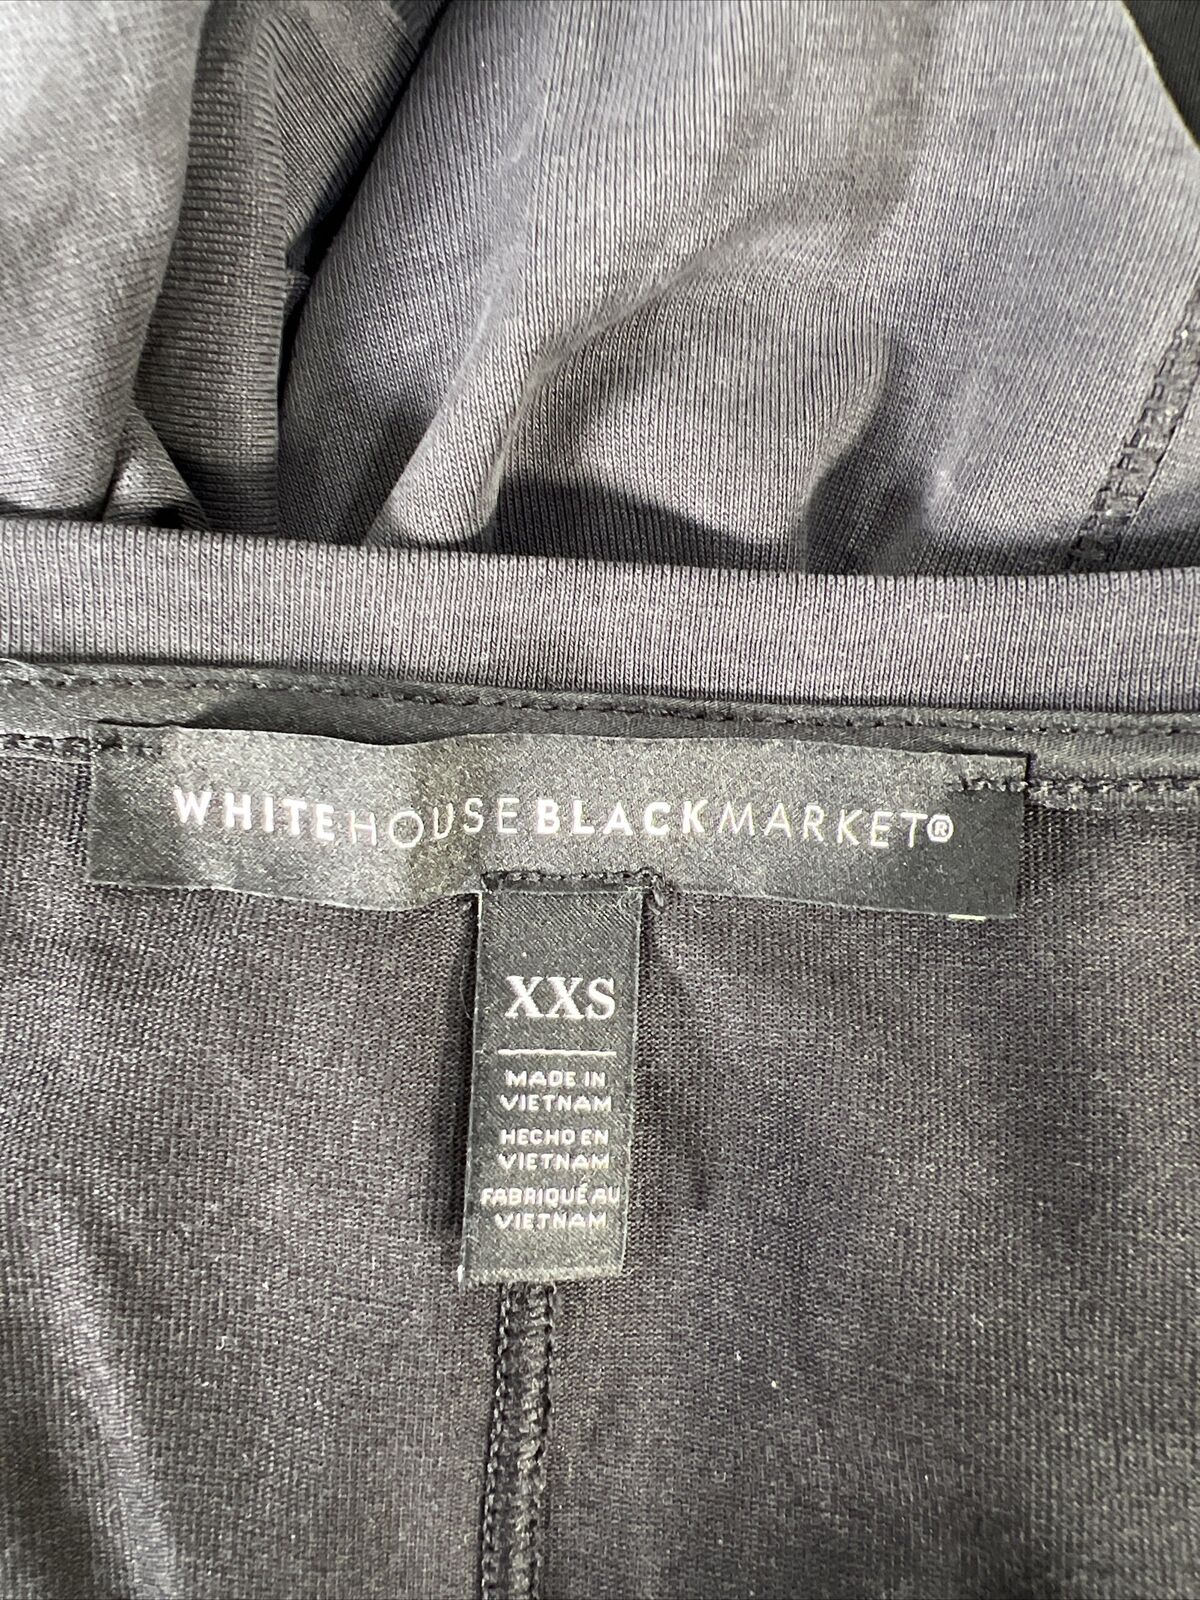 WHITEHOUSEBLACKMARKET®
XXS
MADE IN
VIETNAM
HECHO EN
VIETNAM
FABRIQUÉ AU
VIETNAM